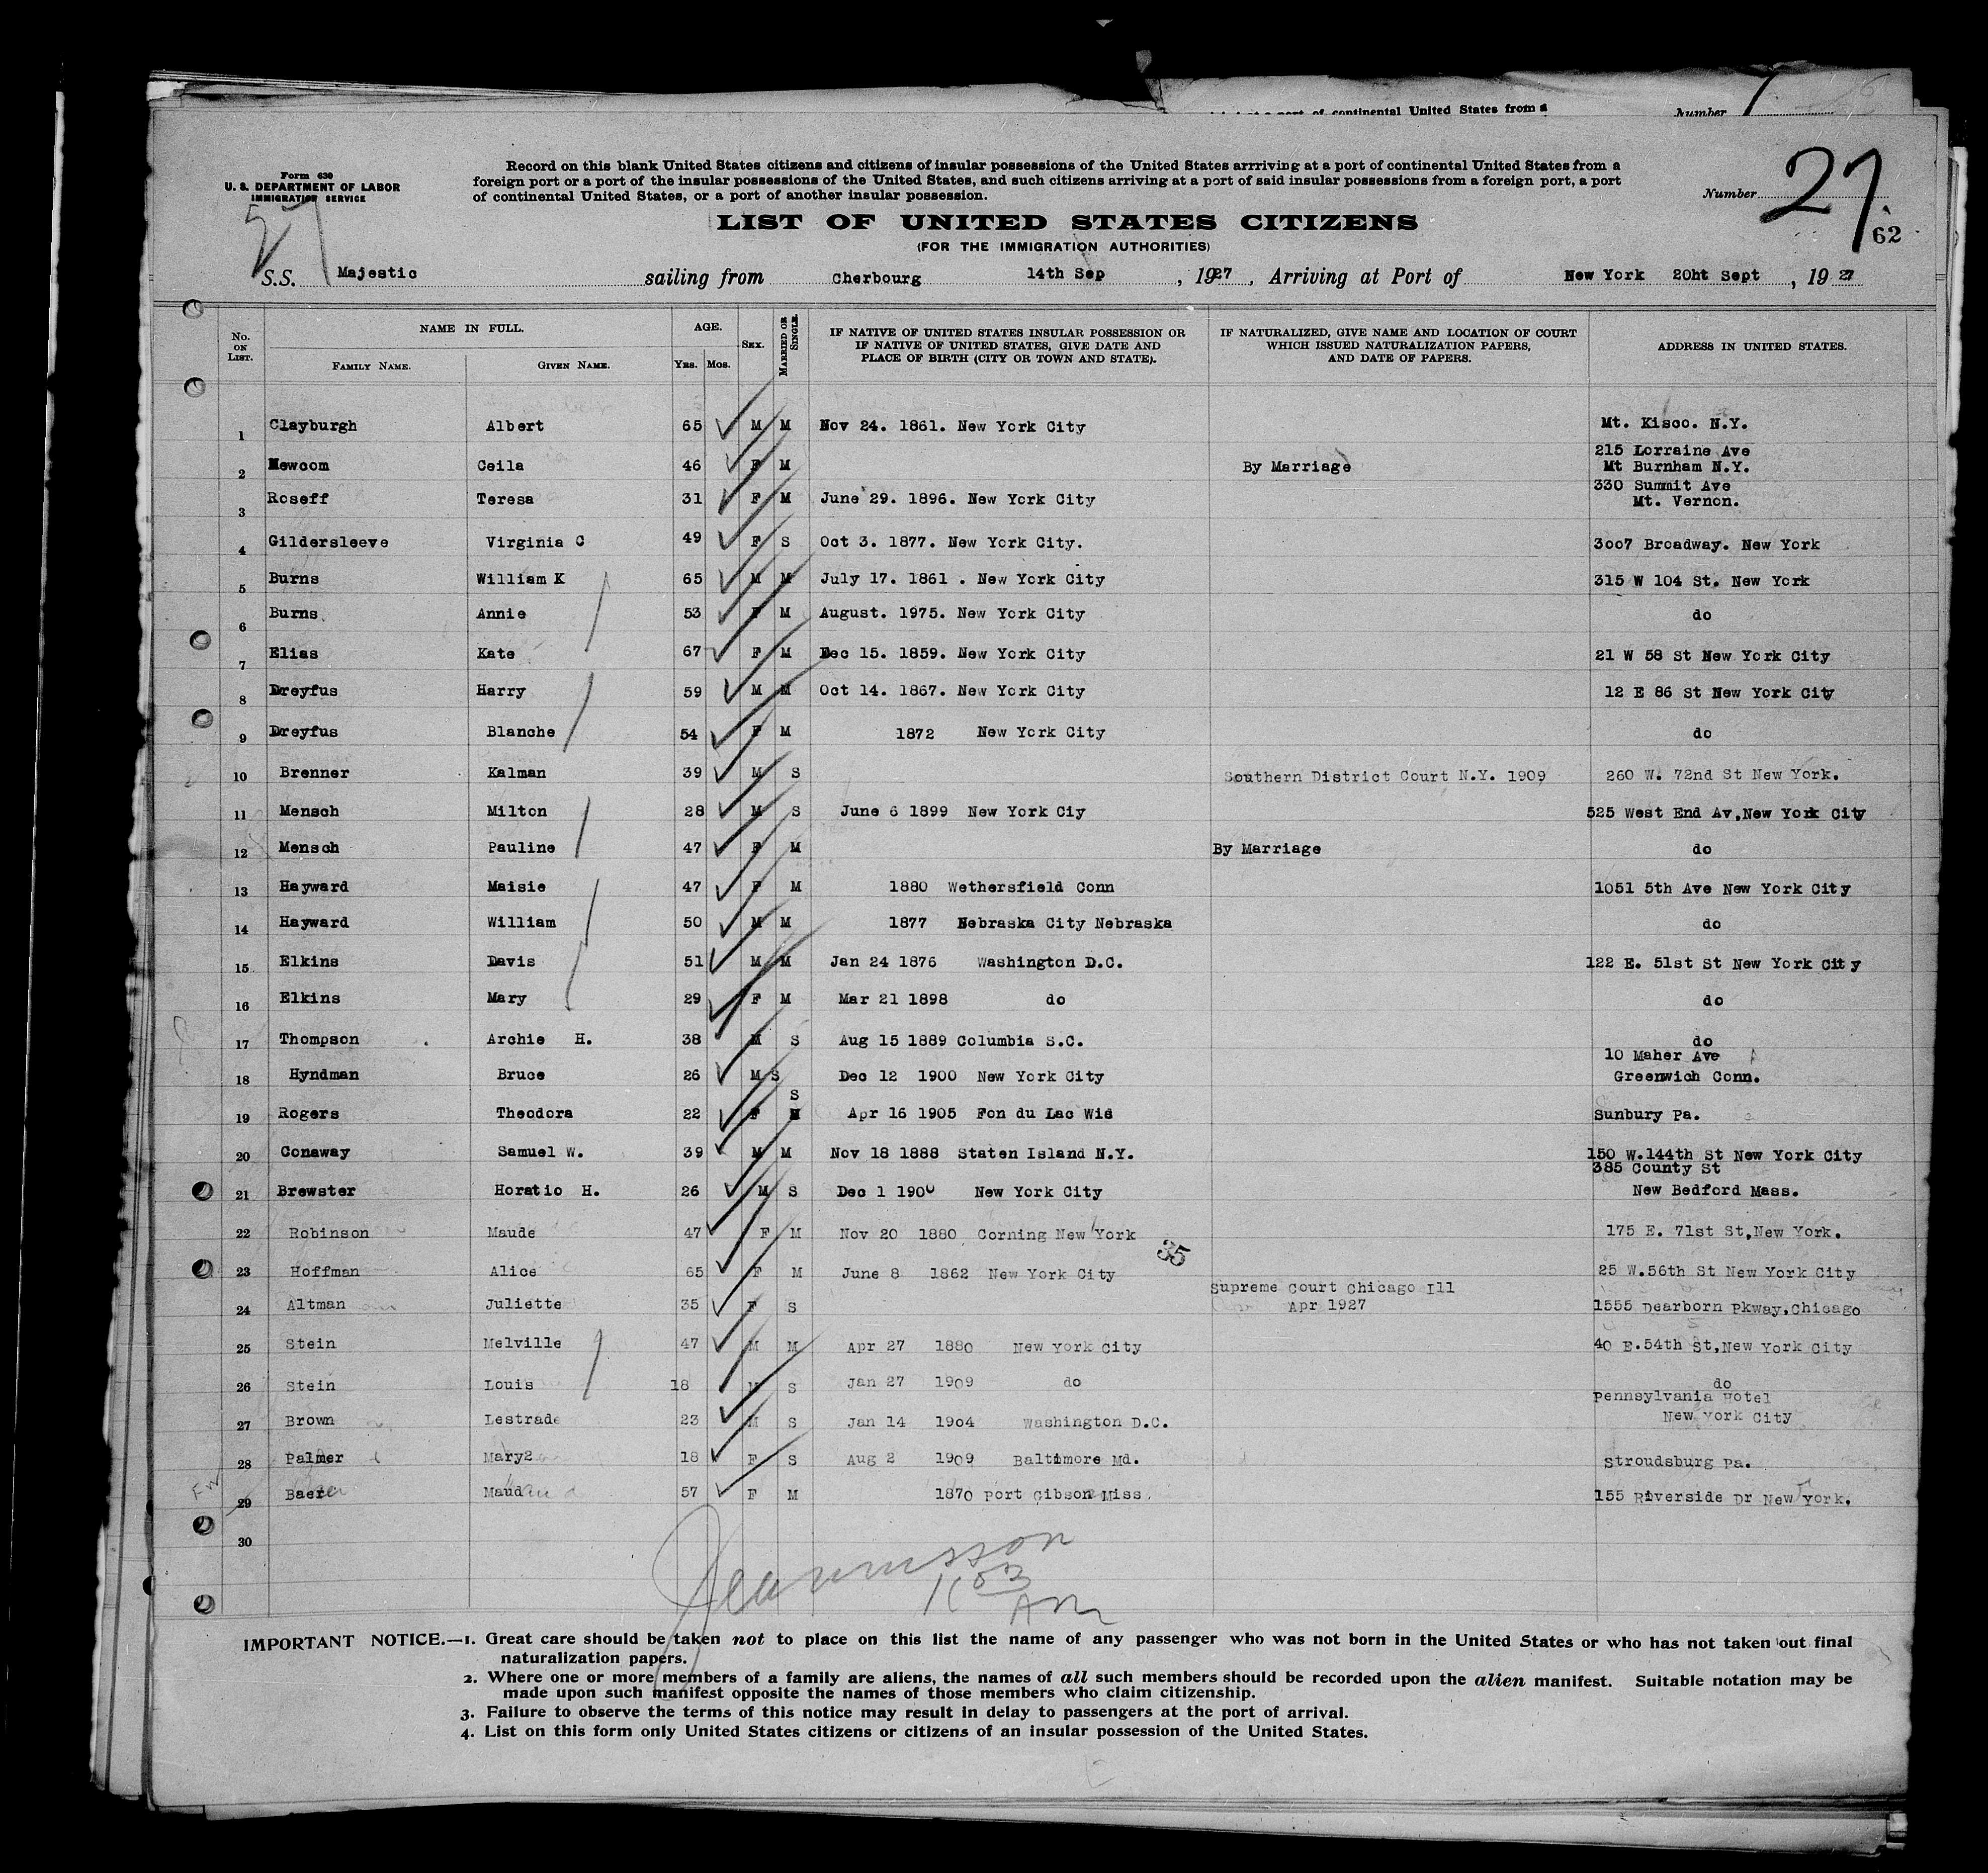 continental United States from a
Number
Form 630
U. S. DEPARTMENT OF LABOR
IMMIGRATION SERVICE
Record on this blank United States citizens and citizens of insular possessions of the United States arrriving at a port of continental United States from a
foreign port or a port of the insular possessions of the United States, and such citizens arriving at a port of said insular possessions from a foreign port, a port
of continental United States, or a port of another insular possession.
Number 27
62
LIST OF UNITED STATES CITIZENS
(FOR THE IMMIGRATION AUTHORITIES)
S.S. Majestic sailing from Cherbourg 14th Sep, 1927, Arriving at Port of New York 20ht Sept, 1927
No. ON LIST. NAME IN FULL. FAMILY NAME. GIVEN NAME. AGE. YRS. MOS. SEX. MARRIED OR SINGLE. IF NATIVE OF UNITED STATES INSULAR POSSESSION OR IF NATIVE OF UNITED STATES, GIVE DATE AND PLACE OF BIRTH (CITY OR TOWN AND STATE). IF NATURALIZED, GIVE NAME AND LOCATION OF COURT WHICH ISSUED NATURALIZATION PAPERS, AND DATE OF PAPERS. ADDRESS IN UNITED STATES.
1 Clayburgh Albert 65 M M Nov 24. 1861. New York City Mt. Kisco. N.Y.
2 Newcom Ceila 46 F M By Marriage 215 Lorraine Ave Mt Burnham N.Y.
3 Roseff Teresa 31 F M June 29. 1896. New York City 330 Summit Ave Mt. Vernon.
4 Gildersleeve Virginia C 49 F S Oct 3. 1877. New York City. 3007 Broadway. New York
5 Burns William K 65 M M July 17. 1861 . New York City 315 W 104 St. New York
6 Burns Annie 53 F M August. 1975. New York City do
7 Elias Kate 67 F M Dec 15. 1859. New York City 21 W 58 St New York City
8 Dreyfus Harry 59 M M Oct 14. 1867. New York City 12 E 86 St New York City
9 Dreyfus Blanche 54 F M 1872 New York City do
10 Brenner Kalman 39 M S Southern District Court N.Y. 1909 260 W. 72nd St New York.
11 Mensch Milton 28 M S June 6 1899 New York Ciy 525 West End Av,New York City
12 Mensch Pauline 47 F M By Marriage do
13 Hayward Maisie 47 F M 1880 Wethersfield Conn 1051 5th Ave New York City
14 Hayward William 50 M M 1877 Nebraska City Nebraska do
15 Elkins Davis 51 M M Jan 24 1876 Washington D.C. 122 E. 51st St New York City
16 Elkins Mary 29 F M Mar 21 1898 do do
17 Thompson Archie H. 38 M S Aug 15 1889 Columbia S.C. do
18 Hyndman Bruce 26 M S Dec 12 1900 New York City 10 Maher Ave Greenwich Conn.
19 Rogers Theodora 22 F S Apr 16 1905 Fon du Lac Wis Sunbury Pa.
20 Conaway Samuel W. 39 M M Nov 18 1888 Staten Island N.Y. 150 W.144th St New York City
21 Brewster Horatio H. 26 M S Dec 1 1900 New York City 385 County St New Bedford Mass.
22 Robinson Maude 47 F M Nov 20 1880 Corning New York 175 E. 71st St,New York.
35
23 Hoffman Alice 65 F M June 8 1862 New York City 25 W.56th St New York City
24 Altman Juliette 35 F S Supreme Court Chicago Ill Apr 1927 1555 Dearborn Pkway,Chicago
25 Stein Melville 47 M M Apr 27 1880 New York City 40 E.54th St,New York City
26 Stein Louis 18 M S Jan 27 1909 do do
27 Brown Lestrade 23 M S Jan 14 1904 Washington D.C. Pennsylvania Hotel New York City
28 Palmer Mary2 18 F S Aug 2 1909 Baltimore Md. Stroudsburg Pa.
29 Baer Maud 57 F M 1870 Port Gibson Miss. 155 Riverside Dr New York.
30
IMPORTANT NOTICE.—1. Great care should be taken not to place on this list the name of any passenger who was not born in the United States or who has not taken out final
naturalization papers.
2. Where one or more members of a family are aliens, the names of all such members should be recorded upon the alien manifest. Suitable notation may be
made upon such manifest opposite the names of those members who claim citizenship.
3. Failure to observe the terms of this notice may result in delay to passengers at the port of arrival.
4. List on this form only United States citizens or citizens of an insular possession of the United States.